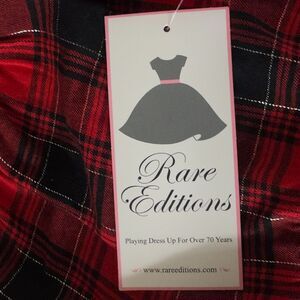 Rare
Editions
Playing Dress Up For Over 70 Years
www.rareeditions.com